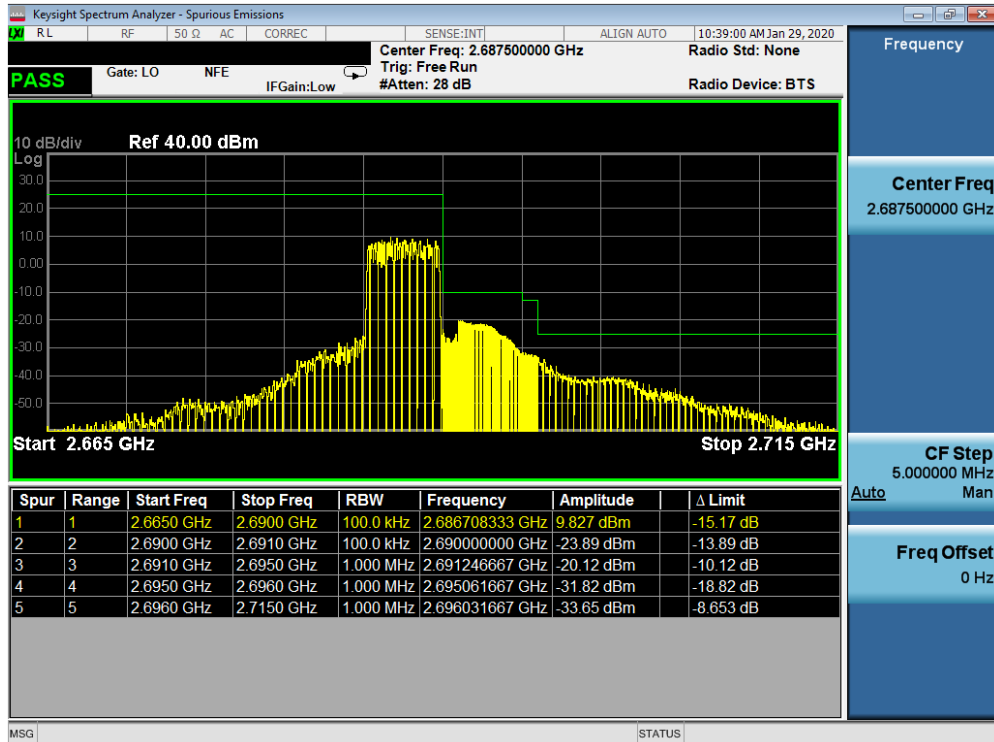 Keysight Spectrum Analyzer - Spurious Emissions
LXI RL RF 50 Ω AC CORREC SENSE:INT ALIGN AUTO 10:39:00 AM Jan 29, 2020
Center Freq: 2.687500000 GHz Radio Std: None
PASS Gate: LO NFE Trig: Free Run
IFGain:Low #Atten: 28 dB Radio Device: BTS
10 dB/div Ref 40.00 dBm
Log
30.0
20.0
10.0
0.00
-10.0
-20.0
-30.0
-40.0
-50.0
Start 2.665 GHz Stop 2.715 GHz
Spur Range Start Freq Stop Freq RBW Frequency Amplitude Δ Limit
1 1 2.6650 GHz 2.6900 GHz 100.0 kHz 2.686708333 GHz 9.827 dBm -15.17 dB
2 2 2.6900 GHz 2.6910 GHz 100.0 kHz 2.690000000 GHz -23.89 dBm -13.89 dB
3 3 2.6910 GHz 2.6950 GHz 1.000 MHz 2.691246667 GHz -20.12 dBm -10.12 dB
4 4 2.6950 GHz 2.6960 GHz 1.000 MHz 2.695061667 GHz -31.82 dBm -18.82 dB
5 5 2.6960 GHz 2.7150 GHz 1.000 MHz 2.696031667 GHz -33.65 dBm -8.653 dB
Frequency
Center Freq
2.687500000 GHz
CF Step
5.000000 MHz
Auto Man
Freq Offset
0 Hz
MSG STATUS